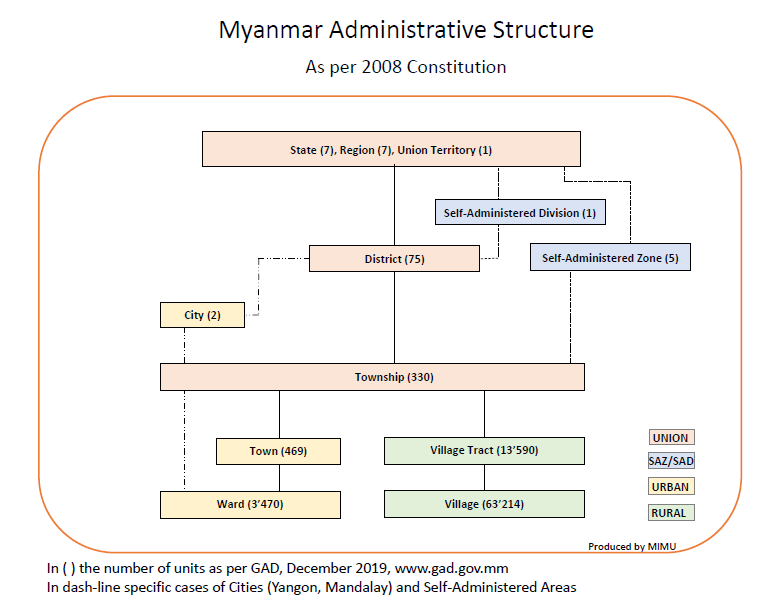 Myanmar Administrative Structure
As per 2008 Constitution
State (7), Region (7), Union Territory (1)
Self-Administered Division (1)
District (75)
Self-Administered Zone (5)
City (2)
Township (330)
Town (469)
Village Tract (13’590)
Ward (3’470)
Village (63’214)
UNION
SAZ/SAD
URBAN
RURAL
Produced by MIMU
In ( ) the number of units as per GAD, December 2019, www.gad.gov.mm
In dash-line specific cases of Cities (Yangon, Mandalay) and Self-Administered Areas